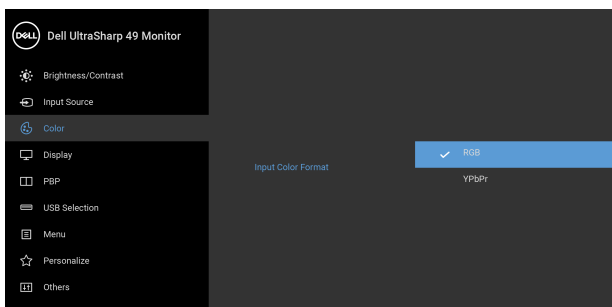 DELL Dell UltraSharp 49 Monitor
Brightness/Contrast
Input Source
Color
Display
PBP
USB Selection
Menu
Personalize
Others
Input Color Format
RGB
YPbPr